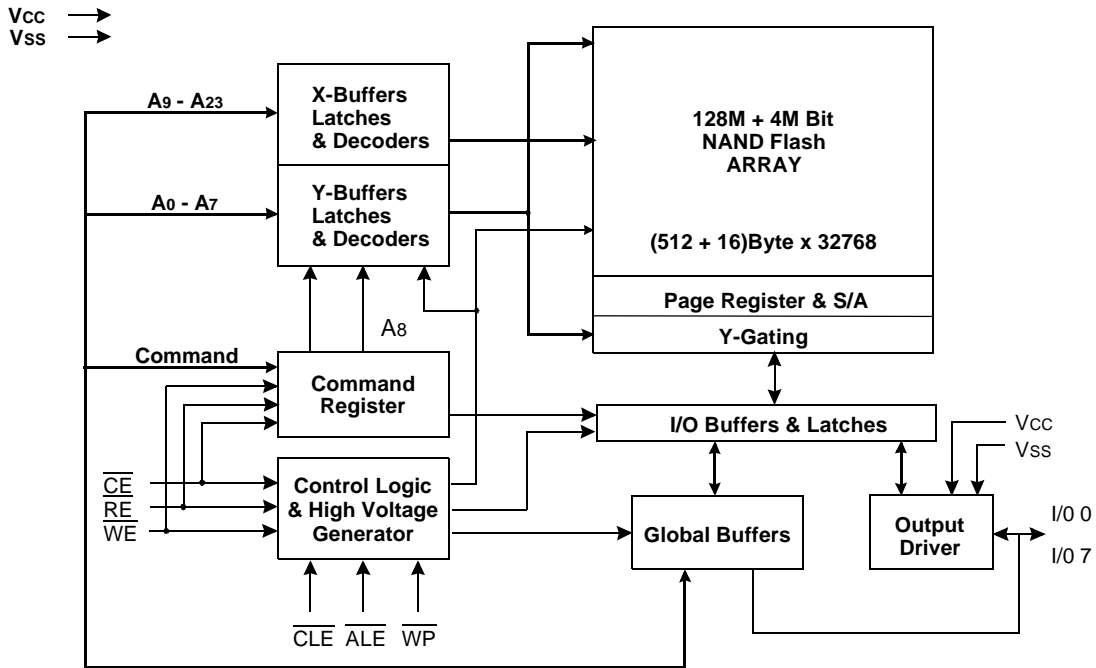 VCC
VSS
A9 - A23
X-Buffers
Latches
& Decoders
A0 - A7
Y-Buffers
Latches
& Decoders
128M + 4M Bit
NAND Flash
ARRAY
(512 + 16)Byte x 32768
Page Register & S/A
Y-Gating
A8
Command
Command
Register
I/O Buffers & Latches
VCC
VSS
CE
RE
WE
Control Logic
& High Voltage
Generator
Global Buffers
Output
Driver
I/0 0
I/0 7
CLE
ALE
WP